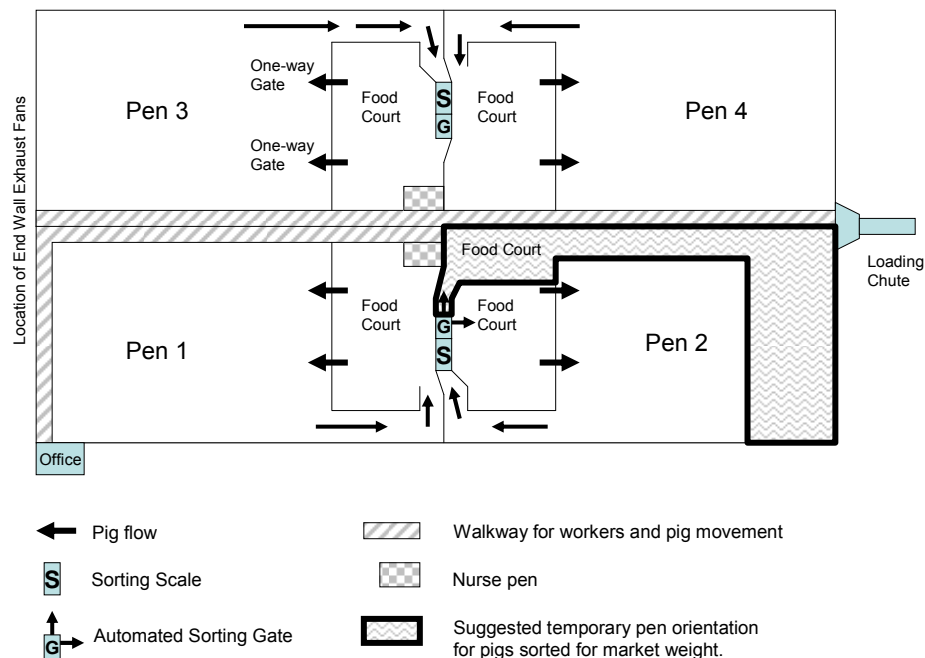 Location of End Wall Exhaust Fans
One-way
Gate
Pen 3
Food
Court
S
G
Food
Court
Pen 4
One-way
Gate
Food Court
Loading
Chute
Pen 1
Food
Court
G
S
Food
Court
Pen 2
Office
Pig flow
Walkway for workers and pig movement
S
Sorting Scale
Nurse pen
G
Automated Sorting Gate
Suggested temporary pen orientation
for pigs sorted for market weight.